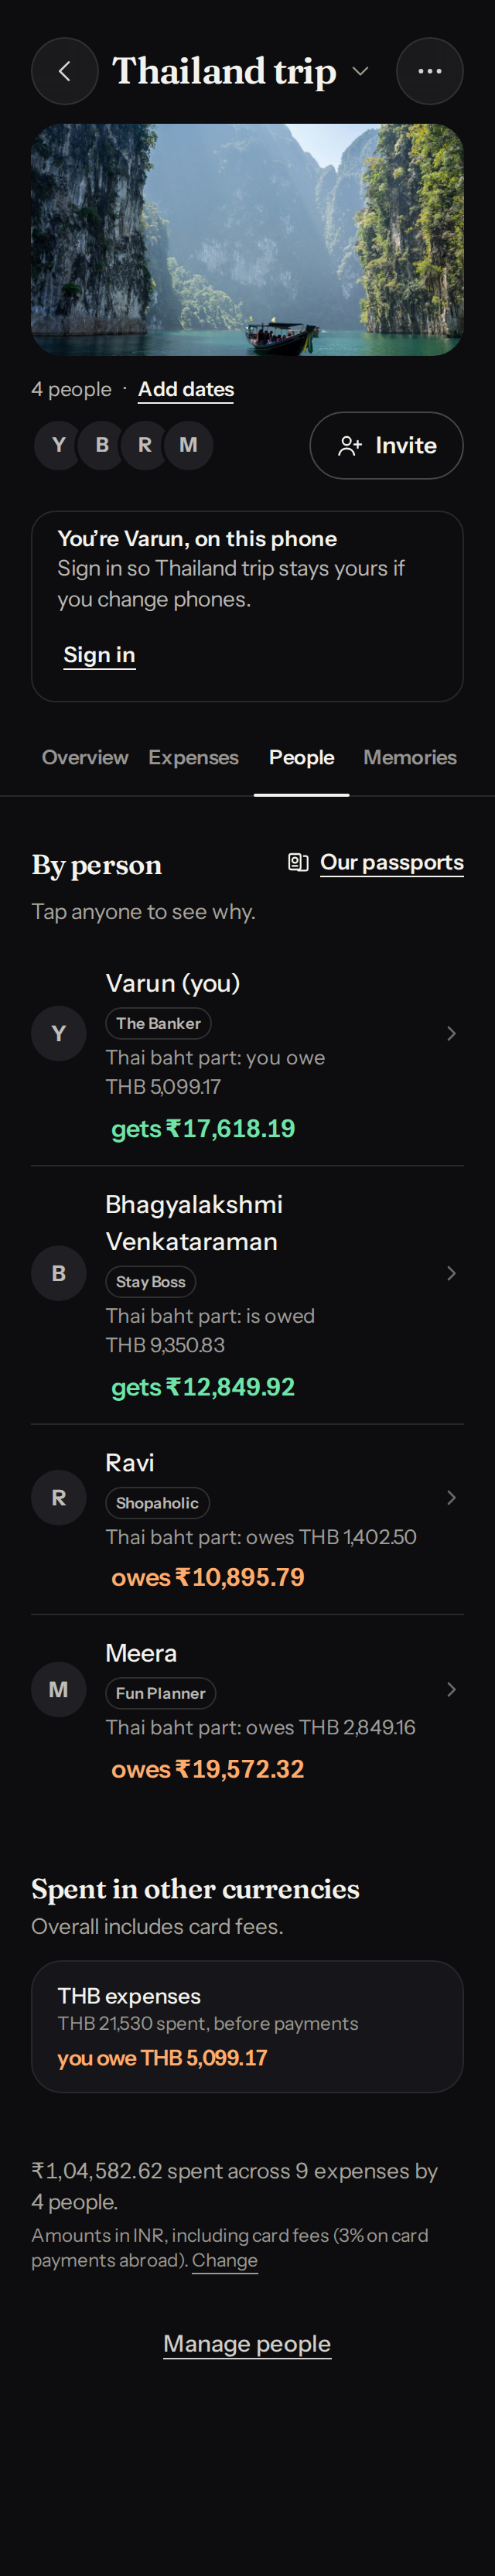 Thailand trip
4 people · Add dates
Y B R M
Invite
You’re Varun, on this phone
Sign in so Thailand trip stays yours if
you change phones.
Sign in
Overview Expenses People Memories
By person
Our passports
Tap anyone to see why.
Y
Varun (you)
The Banker
Thai baht part: you owe
THB 5,099.17
gets ₹17,618.19
B
Bhagyalakshmi
Venkataraman
Stay Boss
Thai baht part: is owed
THB 9,350.83
gets ₹12,849.92
R
Ravi
Shopaholic
Thai baht part: owes THB 1,402.50
owes ₹10,895.79
M
Meera
Fun Planner
Thai baht part: owes THB 2,849.16
owes ₹19,572.32
Spent in other currencies
Overall includes card fees.
THB expenses
THB 21,530 spent, before payments
you owe THB 5,099.17
₹1,04,582.62 spent across 9 expenses by
4 people.
Amounts in INR, including card fees (3% on card
payments abroad). Change
Manage people